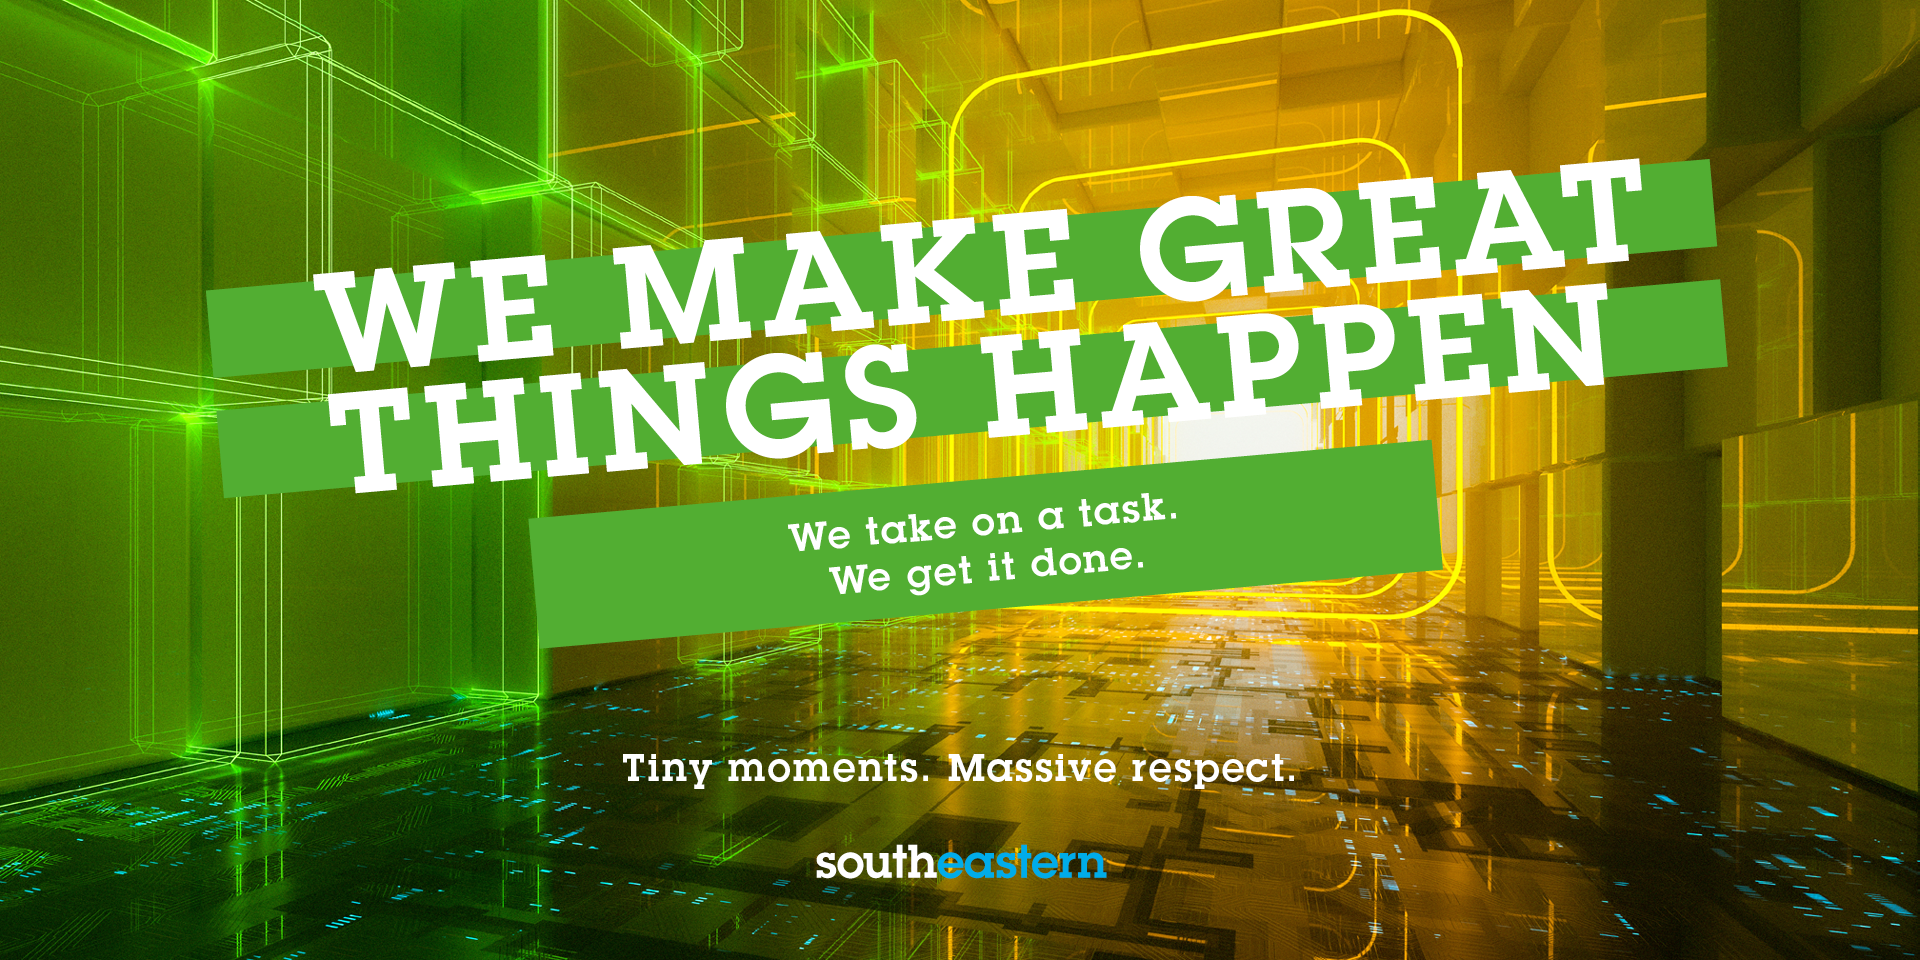 WE MAKE GREAT
THINGS HAPPEN
We take on a task.
We get it done.
Tiny moments. Massive respect.
southeastern